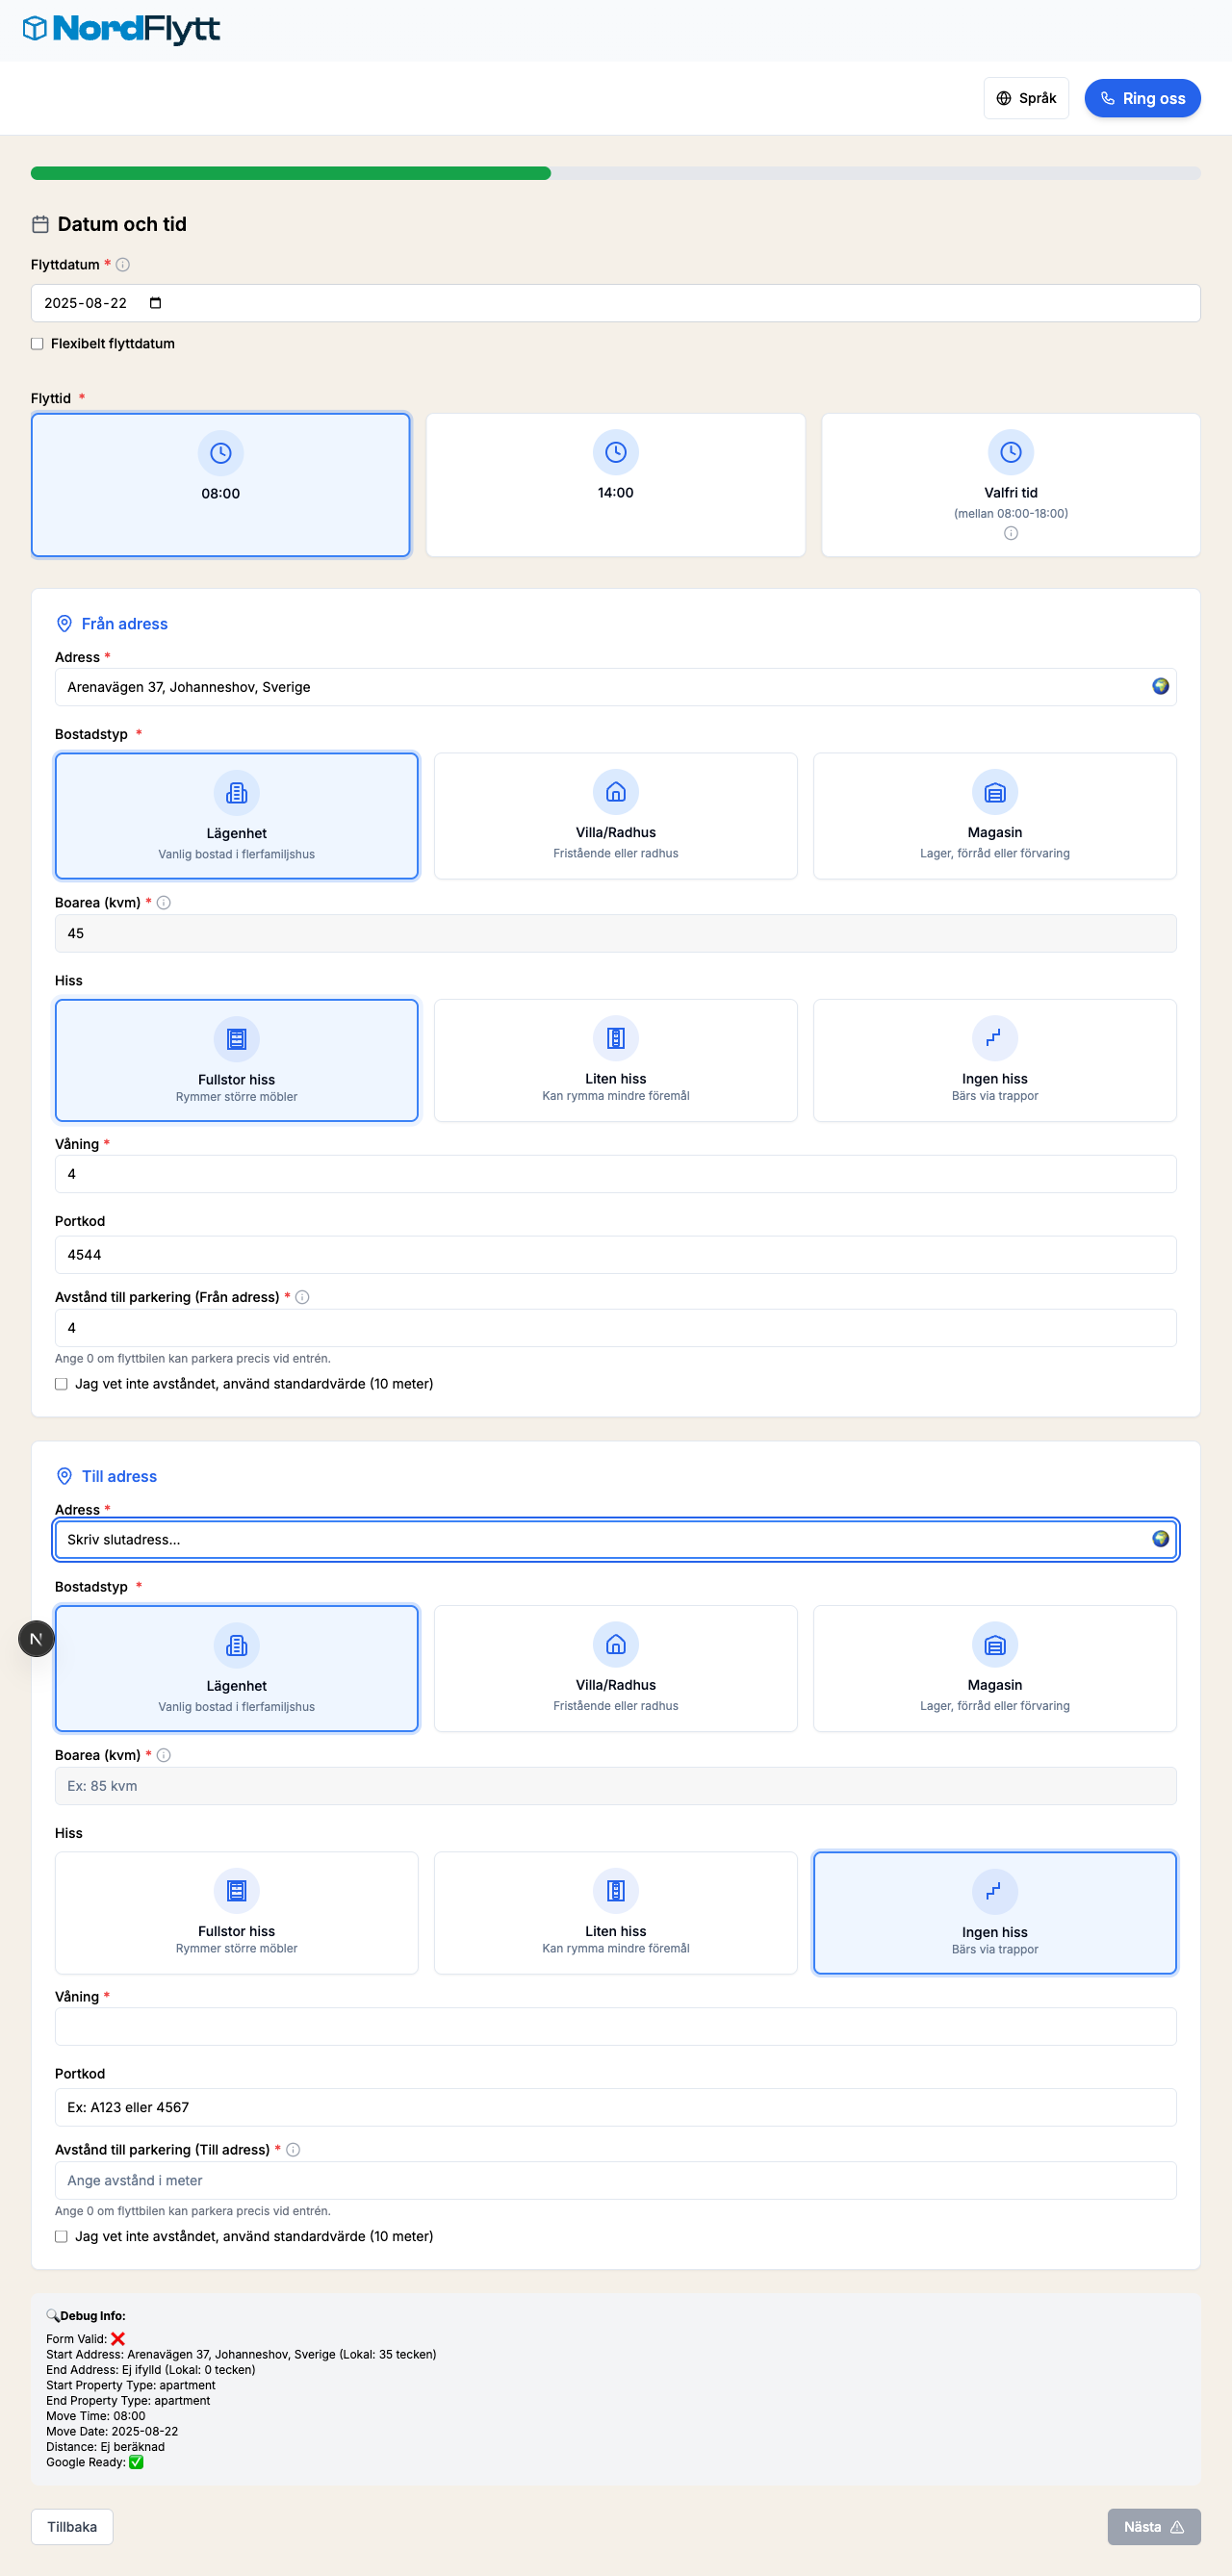 NordFlytt
Språk
Ring oss
Datum och tid
Flyttdatum *
2025-08-22
Flexibelt flyttdatum
Flyttid *
08:00
14:00
Valfri tid
(mellan 08:00-18:00)
Från adress
Adress *
Arenavägen 37, Johanneshov, Sverige
Bostadstyp *
Lägenhet
Vanlig bostad i flerfamiljshus
Villa/Radhus
Fristående eller radhus
Magasin
Lager, förråd eller förvaring
Boarea (kvm) *
45
Hiss
Fullstor hiss
Rymmer större möbler
Liten hiss
Kan rymma mindre föremål
Ingen hiss
Bärs via trappor
Våning *
4
Portkod
4544
Avstånd till parkering (Från adress) *
4
Ange 0 om flyttbilen kan parkera precis vid entrén.
Jag vet inte avståndet, använd standardvärde (10 meter)
Till adress
Adress *
Skriv slutadress...
Bostadstyp *
Lägenhet
Vanlig bostad i flerfamiljshus
Villa/Radhus
Fristående eller radhus
Magasin
Lager, förråd eller förvaring
Boarea (kvm) *
Ex: 85 kvm
Hiss
Fullstor hiss
Rymmer större möbler
Liten hiss
Kan rymma mindre föremål
Ingen hiss
Bärs via trappor
Våning *
Portkod
Ex: A123 eller 4567
Avstånd till parkering (Till adress) *
Ange avstånd i meter
Ange 0 om flyttbilen kan parkera precis vid entrén.
Jag vet inte avståndet, använd standardvärde (10 meter)
🔍Debug Info:
Form Valid: ❌
Start Address: Arenavägen 37, Johanneshov, Sverige (Lokal: 35 tecken)
End Address: Ej ifylld (Lokal: 0 tecken)
Start Property Type: apartment
End Property Type: apartment
Move Time: 08:00
Move Date: 2025-08-22
Distance: Ej beräknad
Google Ready: ✅
Tillbaka
Nästa